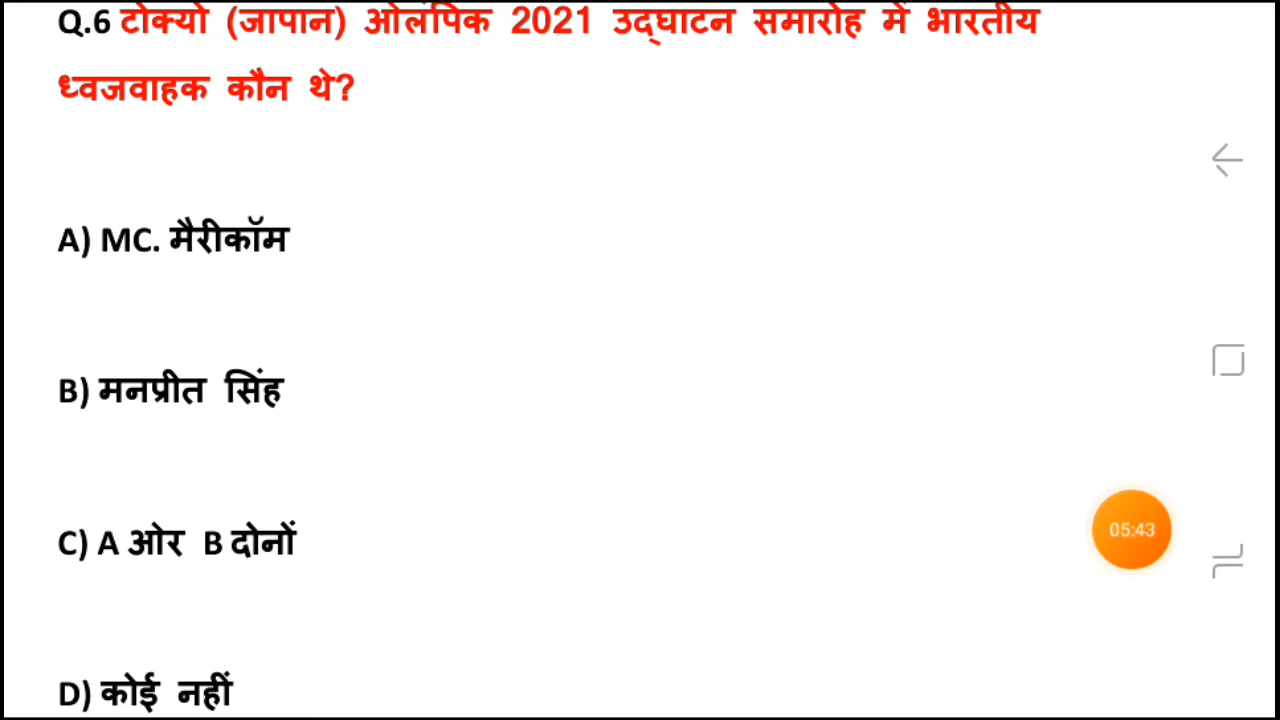 Q.6 टोक्यो (जापान) ओलंपिक 2021 उद्घाटन समारोह में भारतीय
ध्वजवाहक कौन थे?
A) MC. मैरीकॉम
B) मनप्रीत सिंह
C) A ओर B दोनों
05:43
D) कोई नहीं